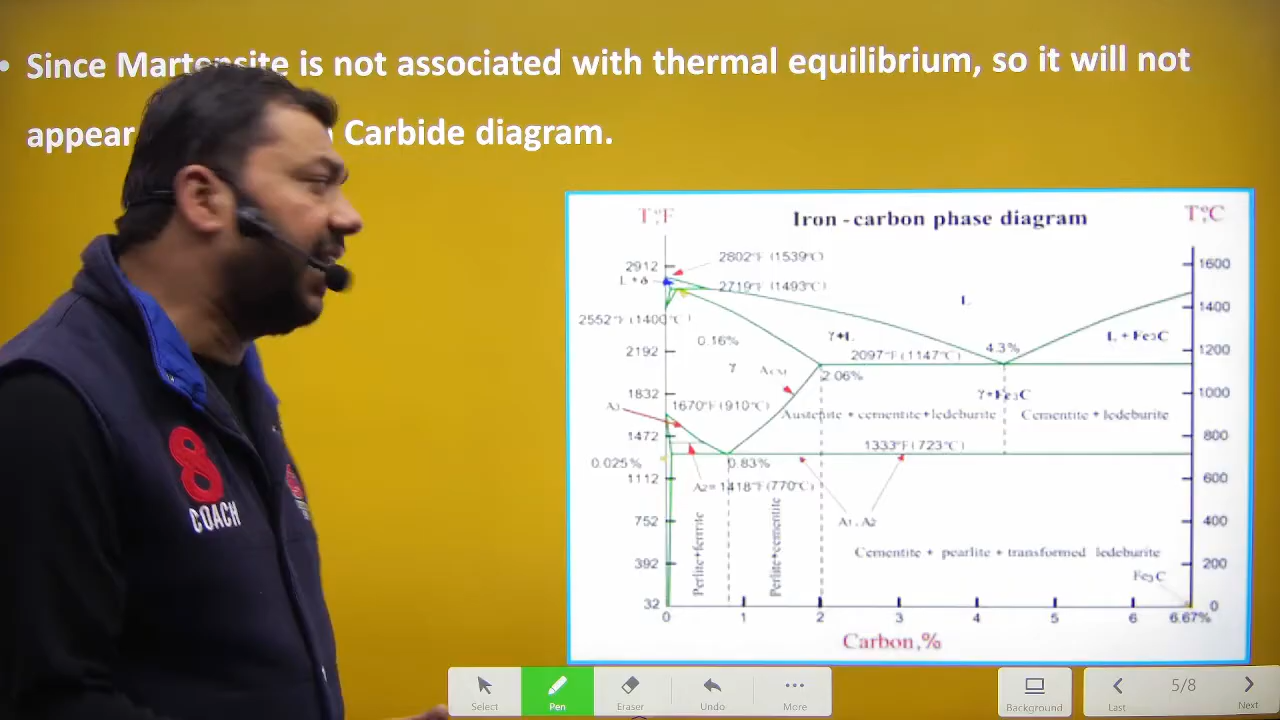 Since Martensite is not associated with thermal equilibrium, so it will not
appear Carbide diagram.
T,°F Iron - carbon phase diagram T°C
2802°F (1539°C)
2912
1600
L + δ
2719°F (1493°C)
L
1400
2552°F (1400°C)
0.16%
γ+L
4.3%
L + Fe3C
2192
2097°F (1147°C)
1200
γ
Acm
2.06%
1832
γ+Fe3C
1000
A3
1670°F (910°C)
Austenite + cementite+ledeburite
Cementite + ledeburite
1472
1333°F (723°C)
800
0.025%
0.83%
1112
A2= 1418°F (770°C)
600
752
A1, A2
400
Perlite+ferrite
Perlite+cementite
Cementite + pearlite + transformed ledeburite
392
200
Fe3C
32
0
0 1 2 3 4 5 6 6.67%
Carbon,%
8
COACH
Select Pen Eraser Undo More Background Last 5/8 Next